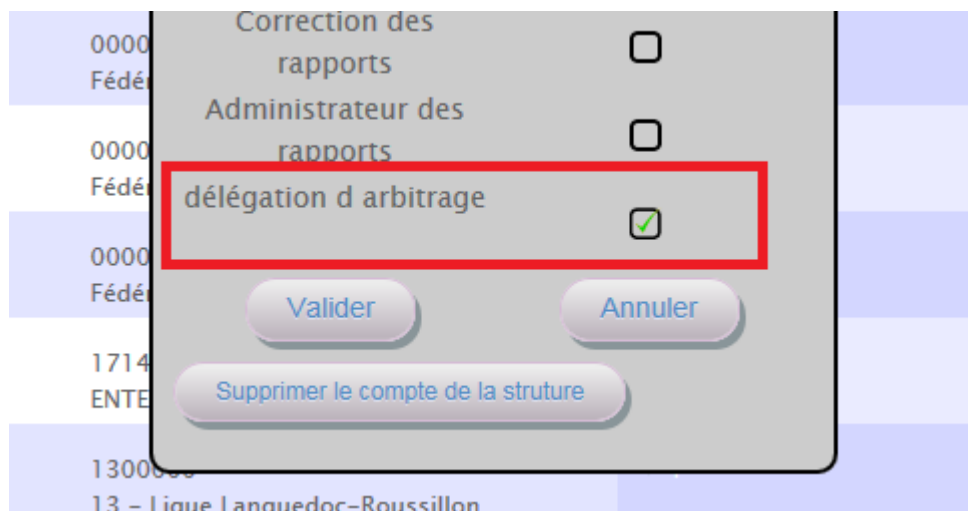 Correction des
rapports
0000
Fédé
Administrateur des
rapports
0000
Fédé
délégation d arbitrage
0000
Fédé
Valider
Annuler
1714
ENTE
Supprimer le compte de la struture
13 - Ligue Languedoc-Roussillon